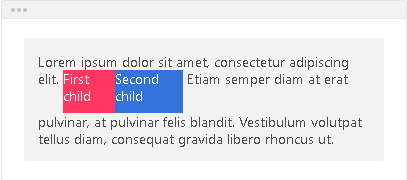 Lorem ipsum dolor sit amet, consectetur adipiscing
elit. First child Second child Etiam semper diam at erat
pulvinar, at pulvinar felis blandit. Vestibulum volutpat
tellus diam, consequat gravida libero rhoncus ut.